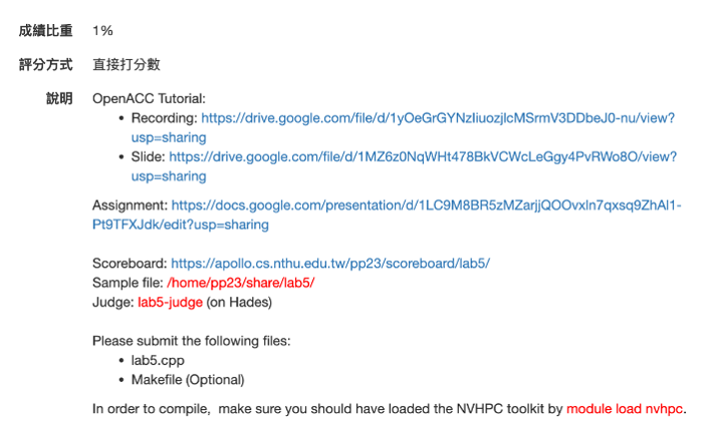 成績比重 1%
評分方式 直接打分數
說明 OpenACC Tutorial:
• Recording: https://drive.google.com/file/d/1yOeGrGYNzIiuozjlcMSrmV3DDbeJ0-nu/view?
usp=sharing
• Slide: https://drive.google.com/file/d/1MZ6z0NqWHt478BkVCWcLeGgy4PvRWo8O/view?
usp=sharing
Assignment: https://docs.google.com/presentation/d/1LC9M8BR5zMZarjjQOOvxln7qxsq9ZhAl1-
Pt9TFXJdk/edit?usp=sharing
Scoreboard: https://apollo.cs.nthu.edu.tw/pp23/scoreboard/lab5/
Sample file: /home/pp23/share/lab5/
Judge: lab5-judge (on Hades)
Please submit the following files:
• lab5.cpp
• Makefile (Optional)
In order to compile, make sure you should have loaded the NVHPC toolkit by module load nvhpc.